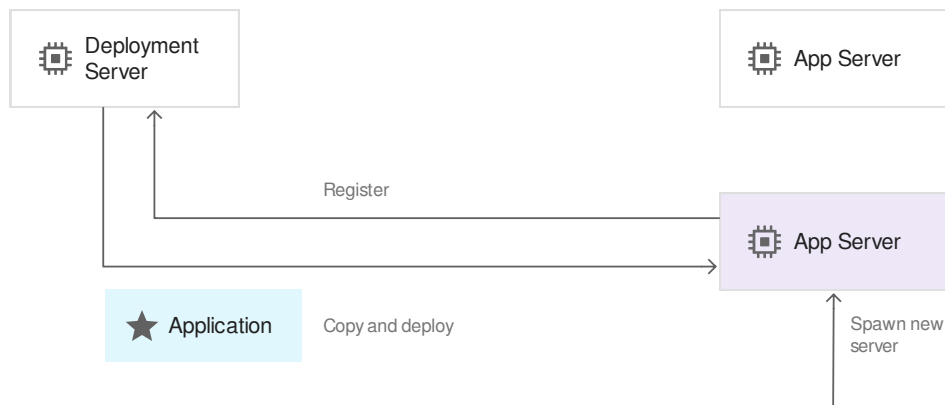 Deployment
Server
App Server
Register
App Server
Application
Copy and deploy
Spawn new
server